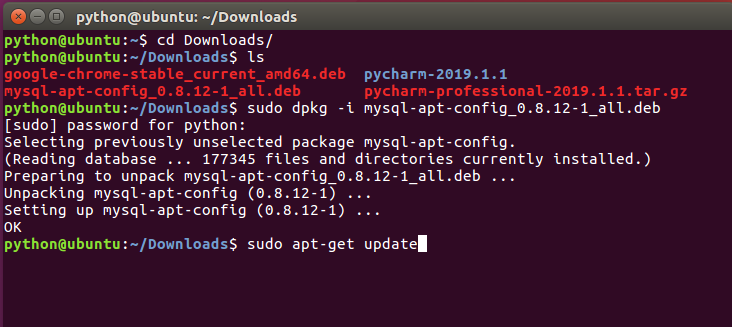 python@ubuntu: ~/Downloads
python@ubuntu:~$ cd Downloads/
python@ubuntu:~/Downloads$ ls
google-chrome-stable_current_amd64.deb  pycharm-2019.1.1
mysql-apt-config_0.8.12-1_all.deb       pycharm-professional-2019.1.1.tar.gz
python@ubuntu:~/Downloads$ sudo dpkg -i mysql-apt-config_0.8.12-1_all.deb
[sudo] password for python:
Selecting previously unselected package mysql-apt-config.
(Reading database ... 177345 files and directories currently installed.)
Preparing to unpack mysql-apt-config_0.8.12-1_all.deb ...
Unpacking mysql-apt-config (0.8.12-1) ...
Setting up mysql-apt-config (0.8.12-1) ...
OK
python@ubuntu:~/Downloads$ sudo apt-get update